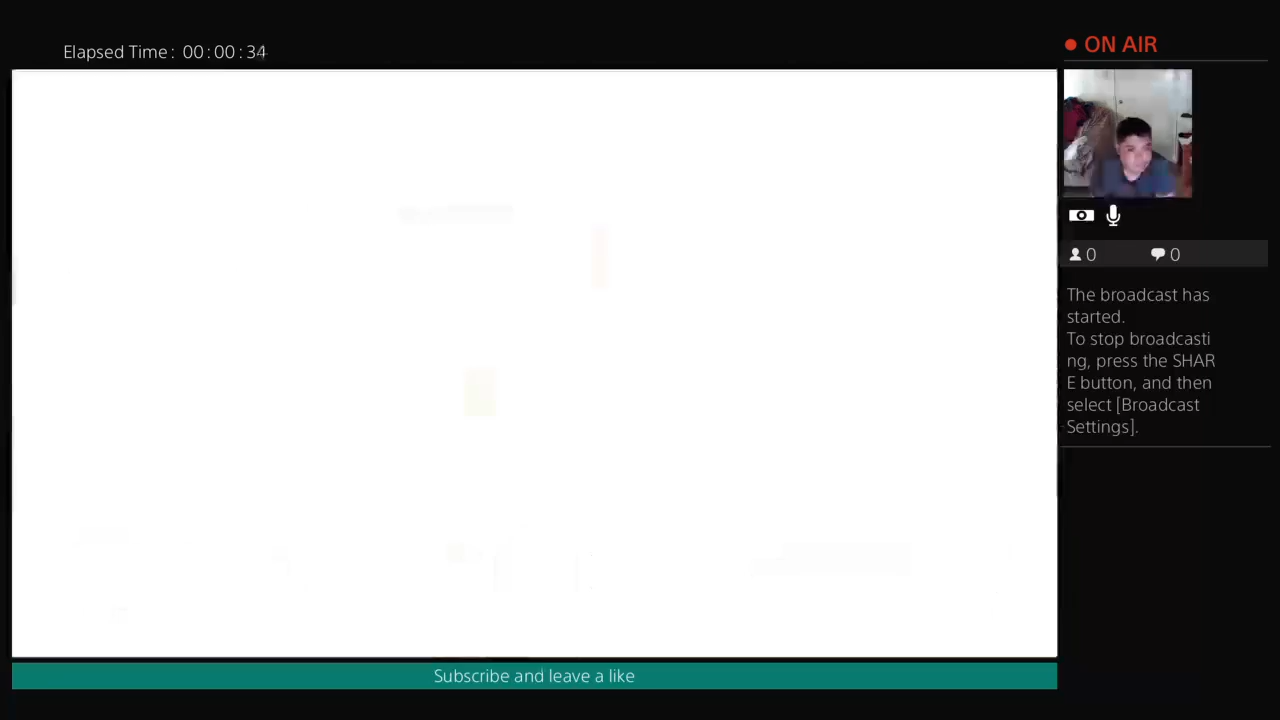 Elapsed Time: 00:00:34
ON AIR
0 0
The broadcast has
started.
To stop broadcasti
ng, press the SHAR
E button, and then
select [Broadcast
Settings].
Subscribe and leave a like